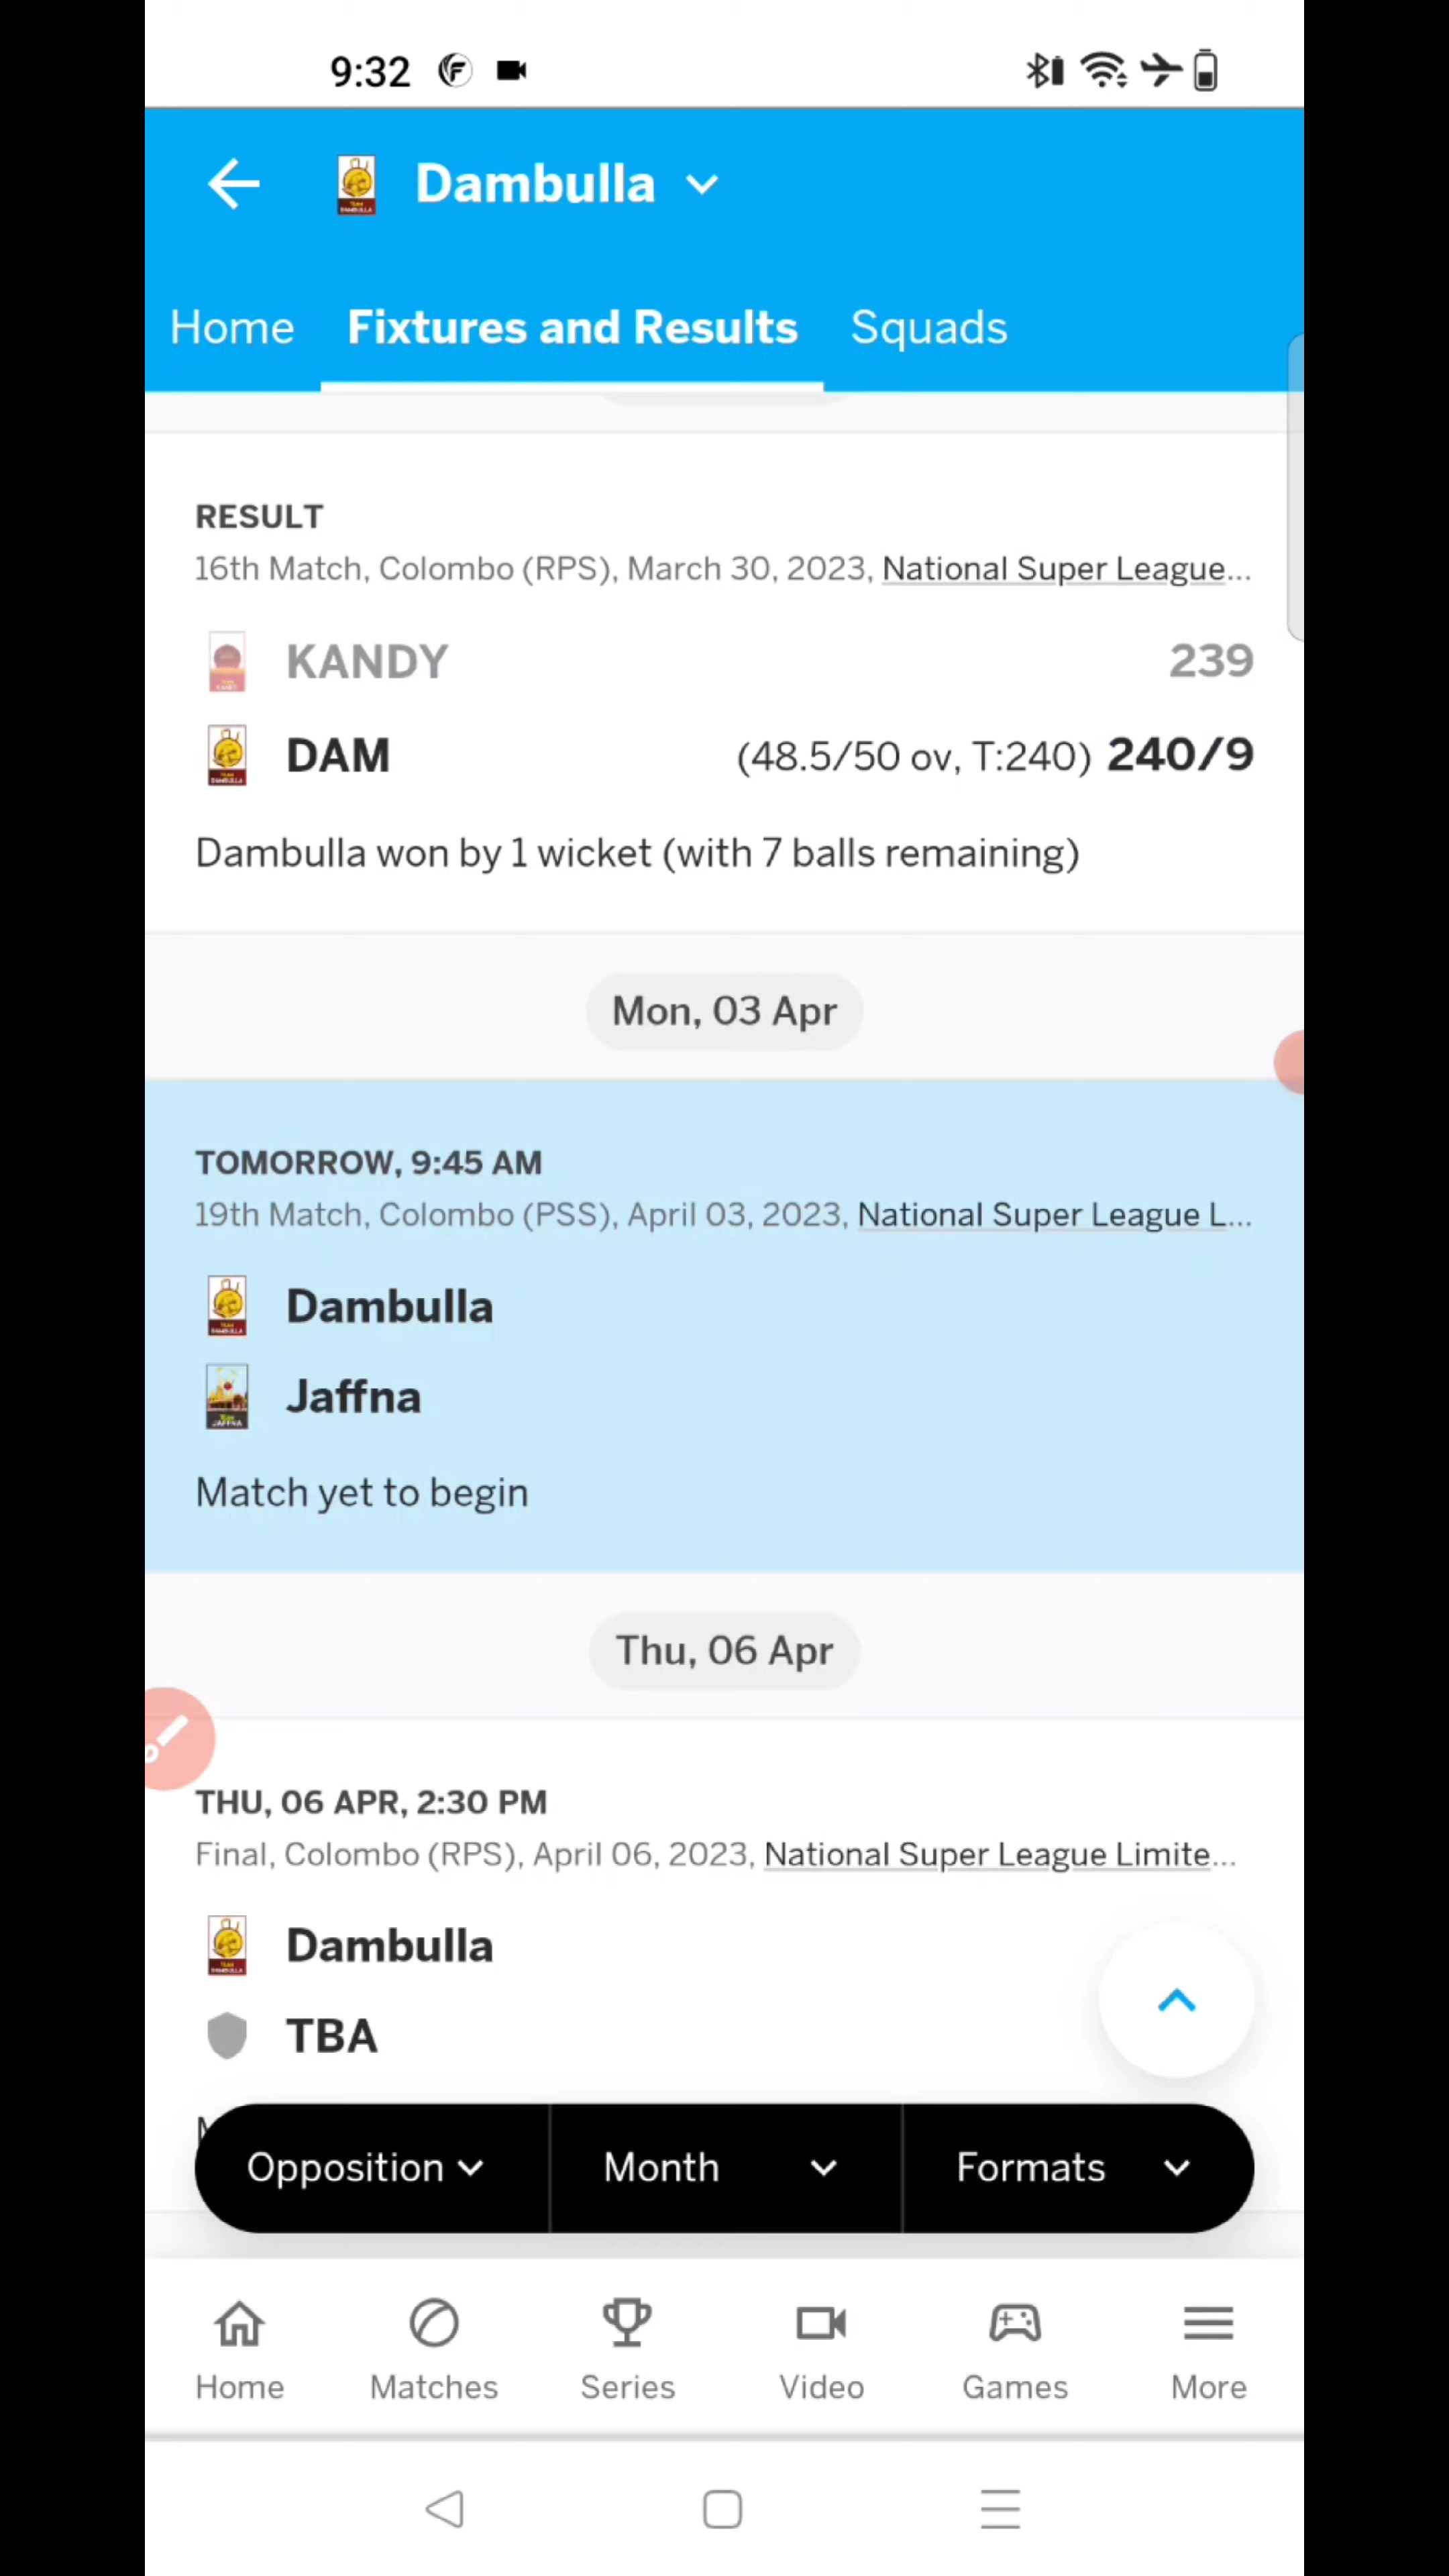 9:32
Dambulla
Home Fixtures and Results Squads
RESULT
16th Match, Colombo (RPS), March 30, 2023, National Super League...
KANDY 239
DAM (48.5/50 ov, T:240) 240/9
Dambulla won by 1 wicket (with 7 balls remaining)
Mon, 03 Apr
TOMORROW, 9:45 AM
19th Match, Colombo (PSS), April 03, 2023, National Super League L...
Dambulla
Jaffna
Match yet to begin
Thu, 06 Apr
THU, 06 APR, 2:30 PM
Final, Colombo (RPS), April 06, 2023, National Super League Limite...
Dambulla
TBA
Opposition Month Formats
Home Matches Series Video Games More